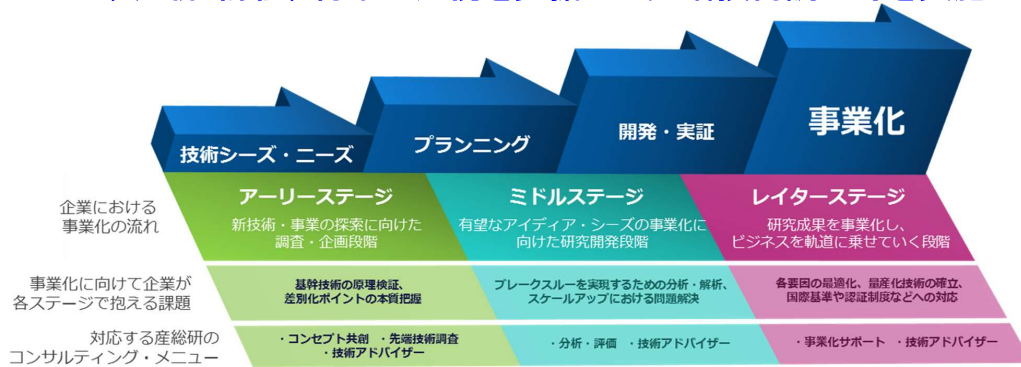 技術シーズ・ニーズ
プランニング
開発・実証
事業化
企業における
事業化の流れ
アーリーステージ
新技術・事業の探索に向けた
調査・企画段階
ミドルステージ
有望なアイディア・シーズの事業化に
向けた研究開発段階
レイターステージ
研究成果を事業化し、
ビジネスを軌道に乗せていく段階
事業化に向けて企業が
各ステージで抱える課題
基幹技術の原理検証、
差別化ポイントの本質把握
ブレークスルーを実現するための分析・解析、
スケールアップにおける問題解決
各要因の最適化、量産化技術の確立、
国際基準や認証制度などへの対応
対応する産総研の
コンサルティング・メニュー
・コンセプト共創 ・先端技術調査
・技術アドバイザー
・分析・評価 ・技術アドバイザー
・事業化サポート ・技術アドバイザー